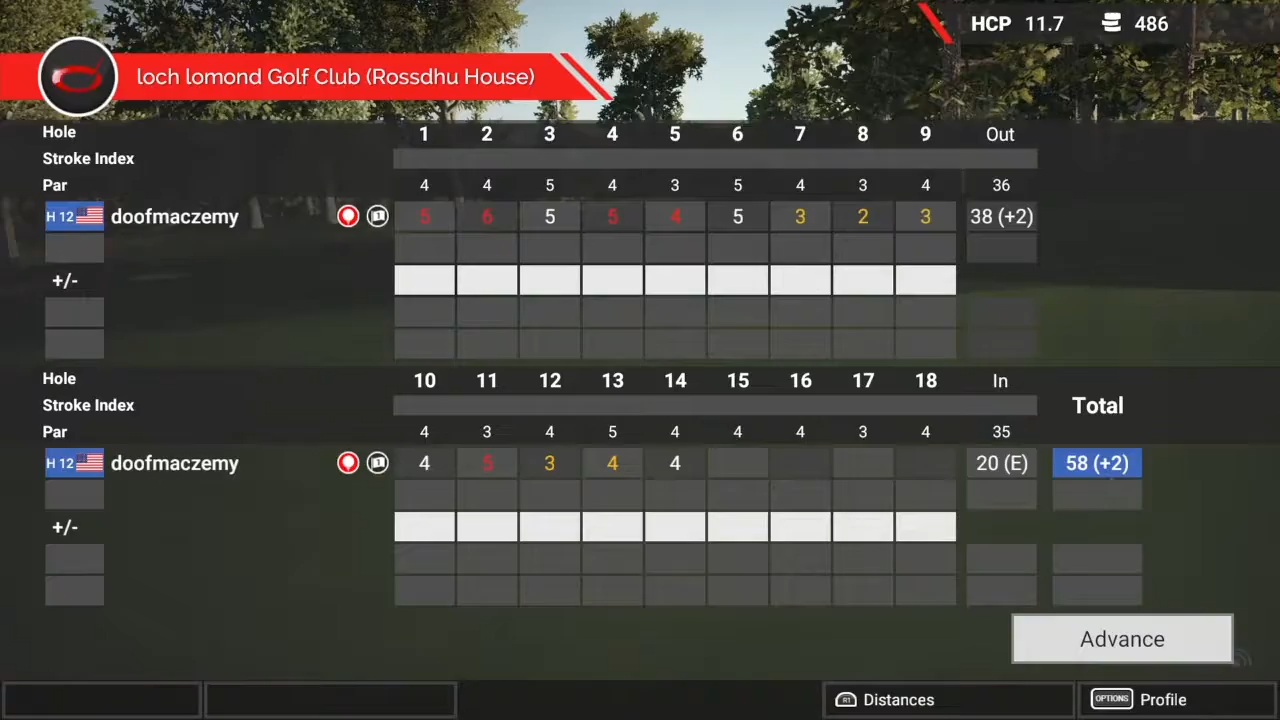 HCP 11.7 486
loch lomond Golf Club (Rossdhu House)
Hole 1 2 3 4 5 6 7 8 9 Out
Stroke Index
Par 4 4 5 4 3 5 4 3 4 36
H 12 doofmaczemy 5 6 5 5 4 5 3 2 3 38 (+2)
+/-
Hole 10 11 12 13 14 15 16 17 18 In
Stroke Index Total
Par 4 3 4 5 4 4 4 3 4 35
H 12 doofmaczemy 4 5 3 4 4 20 (E) 58 (+2)
+/-
Advance
R1 Distances OPTIONS Profile